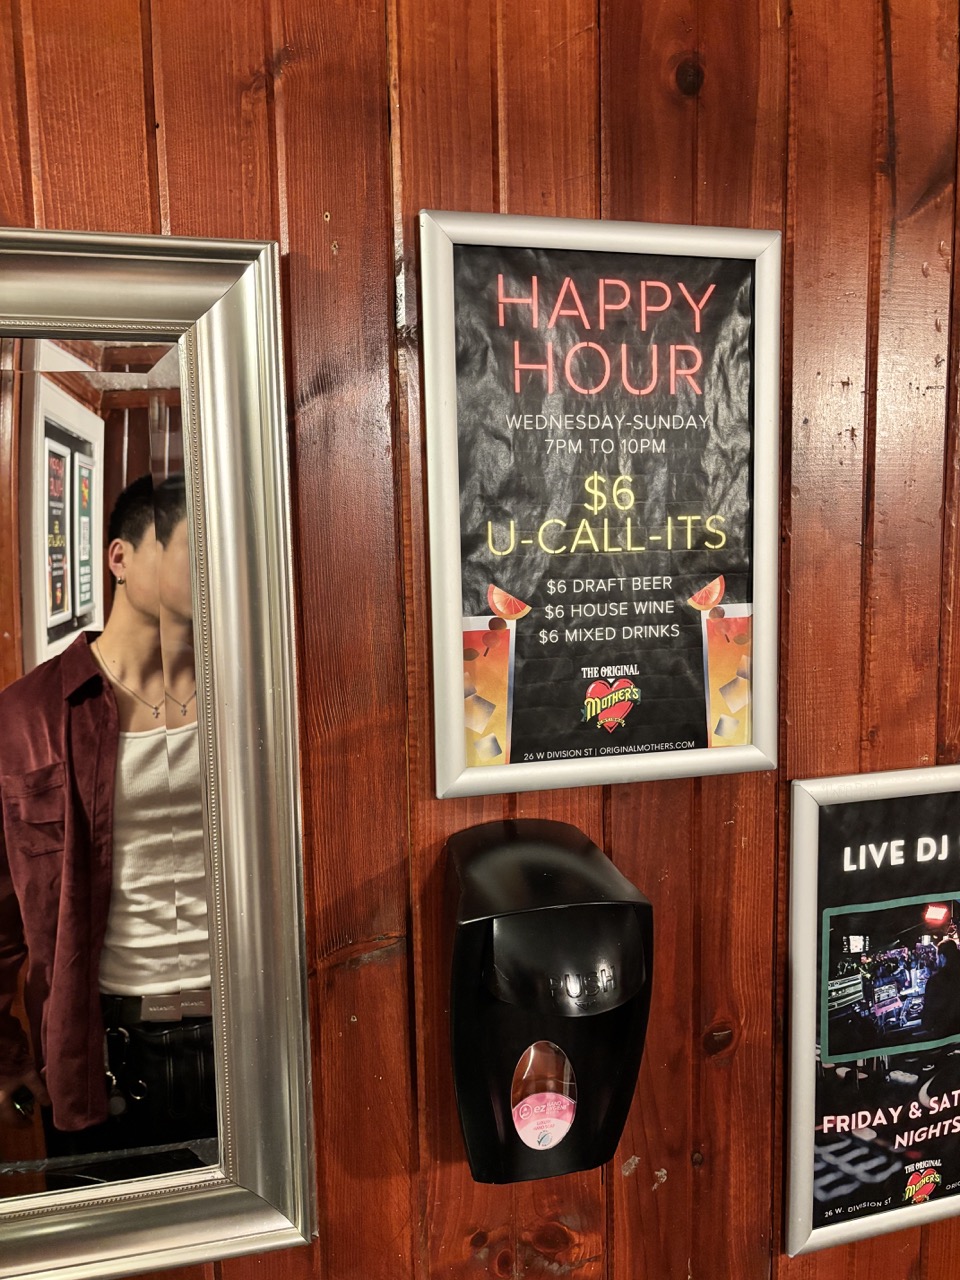 HAPPY
HOUR
WEDNESDAY-SUNDAY
7PM TO 10PM
$6
U-CALL-ITS
$6 DRAFT BEER
$6 HOUSE WINE
$6 MIXED DRINKS
THE ORIGINAL
MOTHER'S
26 W DIVISION ST | ORIGINALMOTHERS.COM
PUSH
ez
LIVE DJ
FRIDAY & SAT
NIGHTS
THE ORIGINAL
MOTHER'S
26 W. DIVISION ST